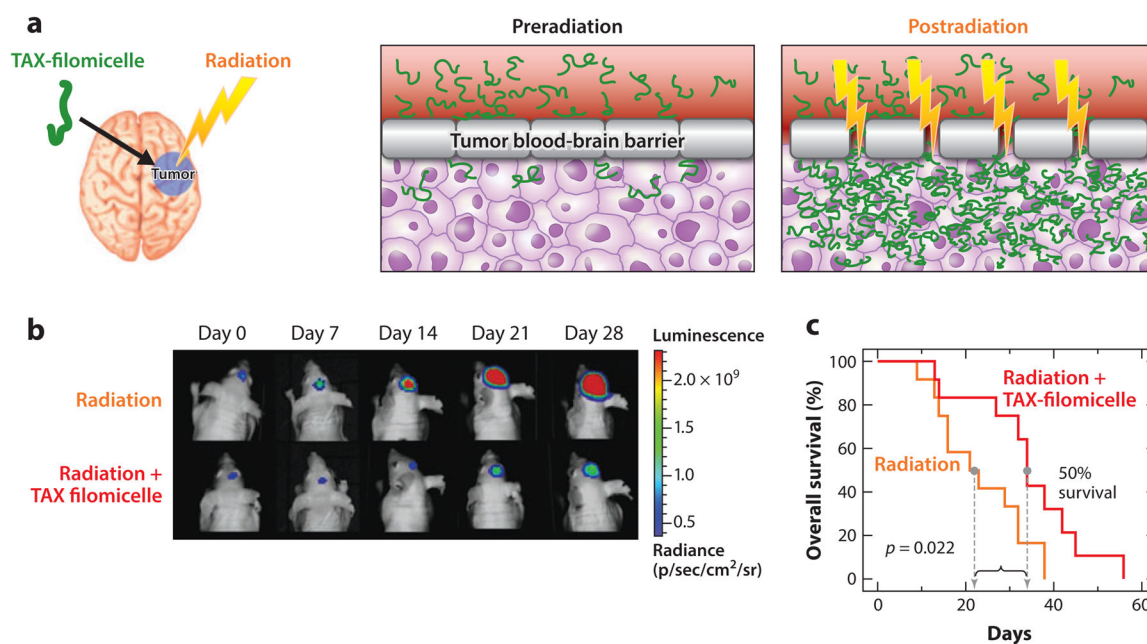 a
TAX-filomicelle
Radiation
Tumor
Preradiation
Tumor blood-brain barrier
Postradiation
b
Day 0 Day 7 Day 14 Day 21 Day 28
Radiation
Radiation +
TAX filomicelle
Luminescence
2.0 × 10⁹
1.5
1.0
0.5
Radiance
(p/sec/cm²/sr)
c
Overall survival (%)
100
80
60
40
20
0
Radiation +
TAX-filomicelle
Radiation
50%
survival
p = 0.022
0 20 40 60
Days